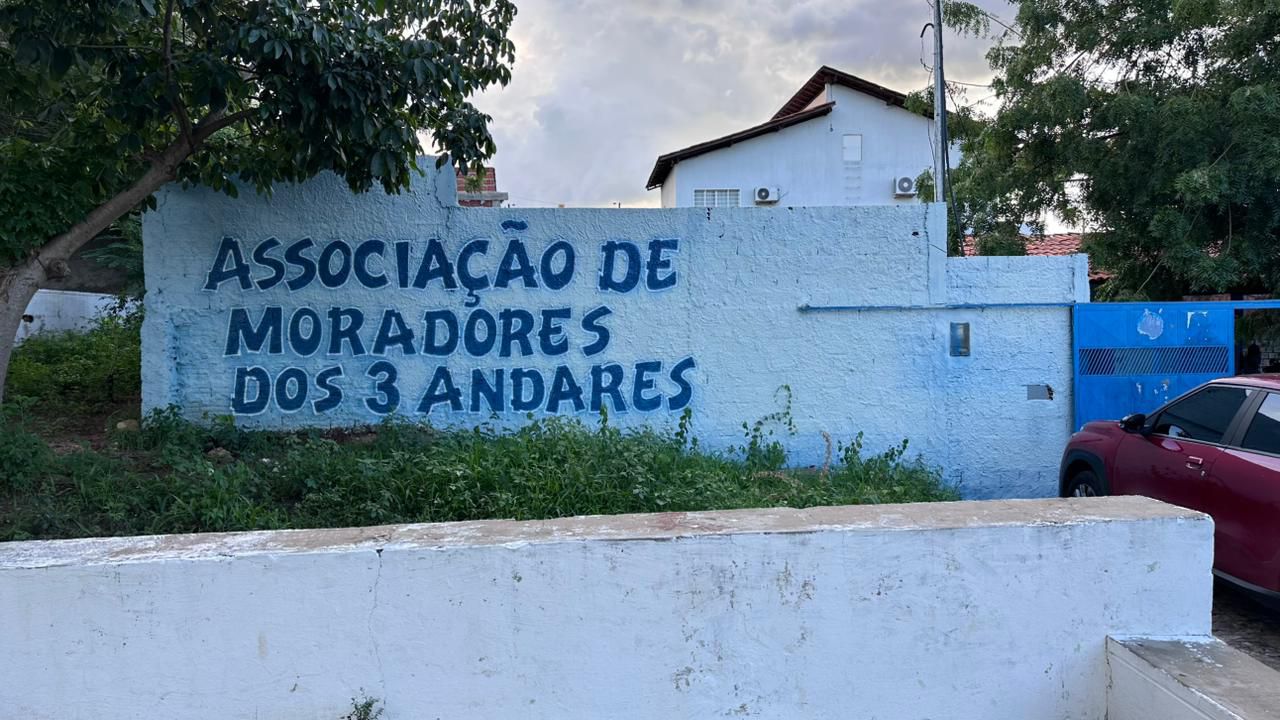 ASSOCIAÇÃO DE
MORADORES
DOS 3 ANDARES